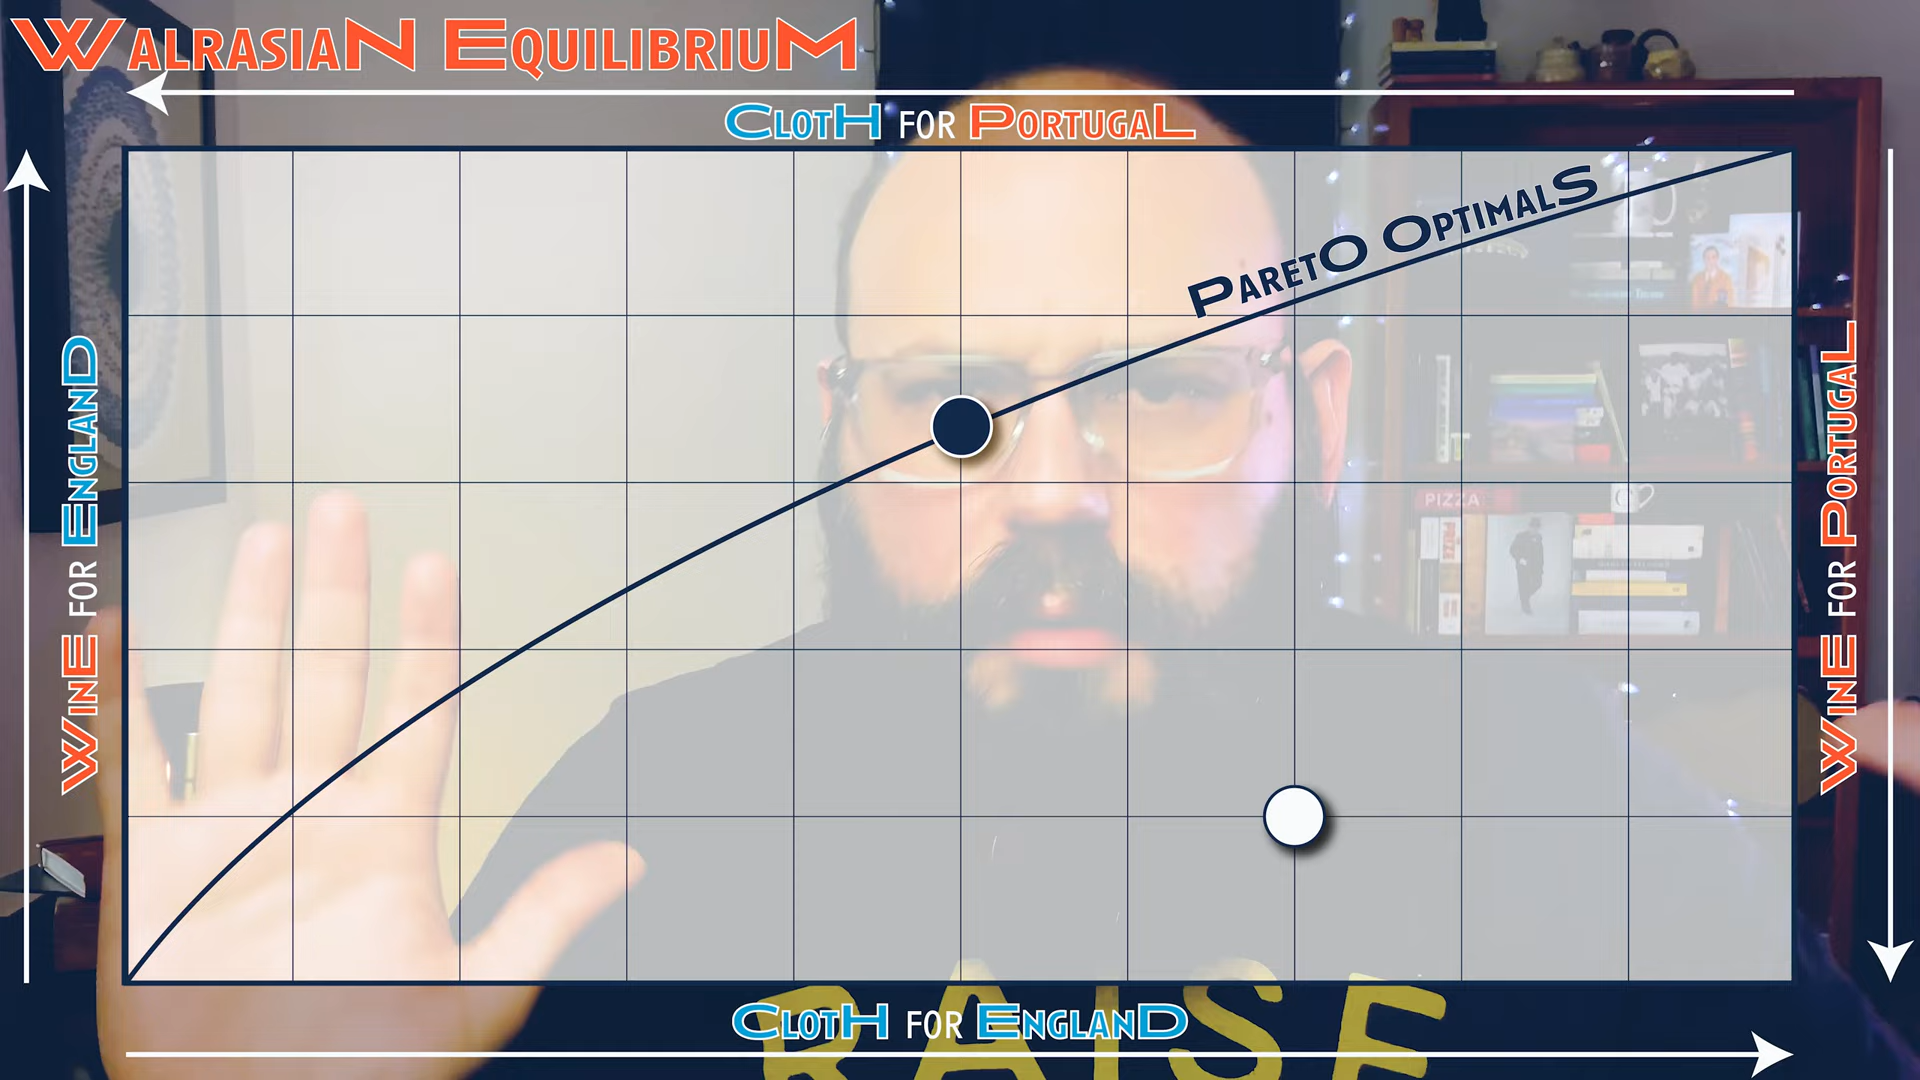 Walrasian Equilibrium
Cloth for Portugal
Pareto Optimals
Wine for England
Wine for Portugal
PIZZA
Cloth for England
RAISE